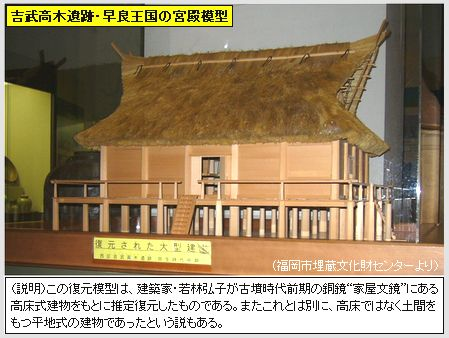 吉武高木遺跡・早良王国の宮殿模型
復元された大型建物
（福岡市埋蔵文化財センターより）
（説明）この復元模型は、建築家・若林弘子が古墳時代前期の銅鏡“家屋文鏡”にある
高床式建物をもとに推定復元したものである。またこれとは別に、高床ではなく土間を
もつ平地式の建物であったという説もある。